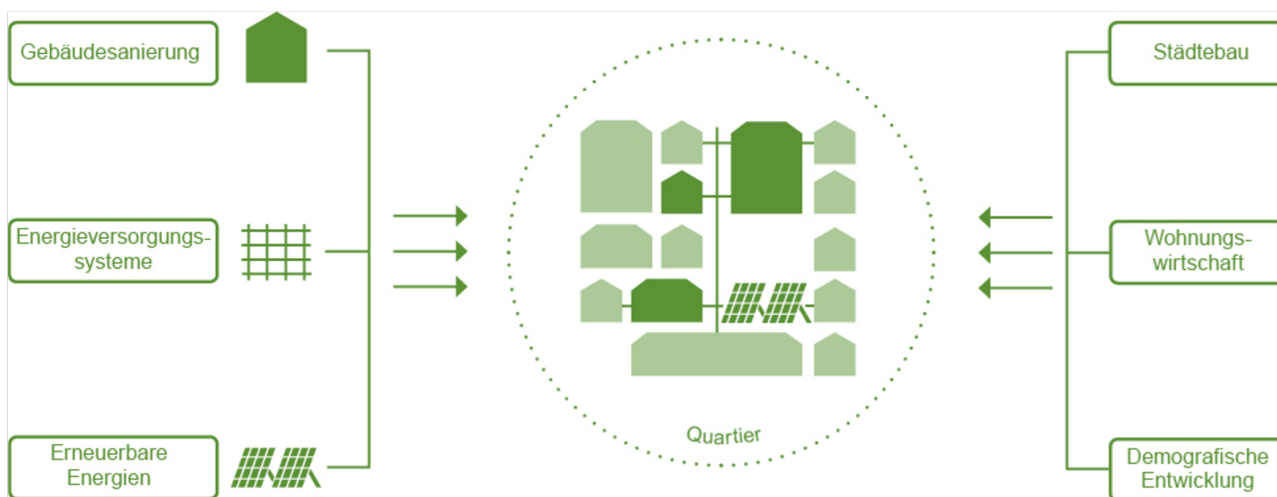 Gebäudesanierung
Energieversorgungs-
systeme
Erneuerbare
Energien
Quartier
Städtebau
Wohnungs-
wirtschaft
Demografische
Entwicklung